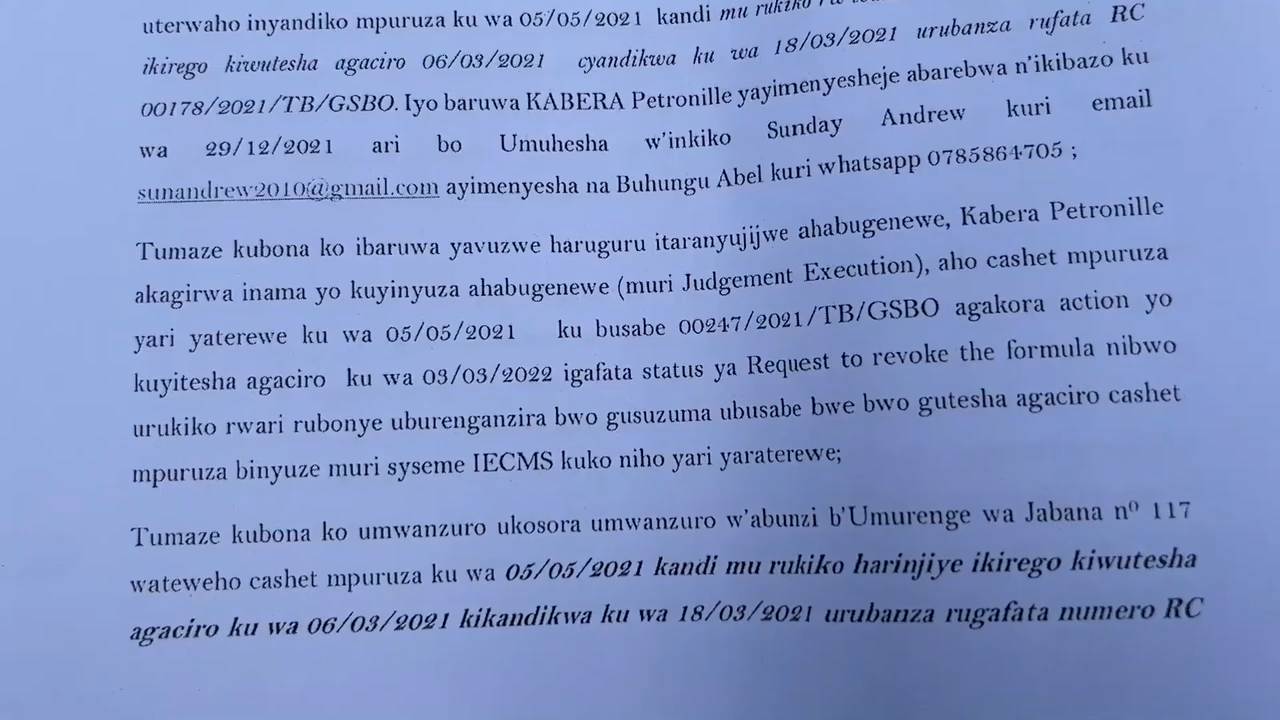 uterwaho inyandiko mpuruza ku wa 05/05/2021 kandi mu rukiko
ikirego kiwutesha agaciro 06/03/2021 cyandikwa ku wa 18/03/2021 urubanza rufata RC
00178/2021/TB/GSBO. Iyo baruwa KABERA Petronille yayimenyesheje abarebwa n'ikibazo ku
wa 29/12/2021 ari bo Umuhesha w'inkiko Sunday Andrew kuri email
sunandrew2010@gmail.com ayimenyesha na Buhungu Abel kuri whatsapp 0785864705 ;
Tumaze kubona ko ibaruwa yavuzwe haruguru itaranyujijwe ahabugenewe, Kabera Petronille
akagirwa inama yo kuyinyuza ahabugenewe (muri Judgement Execution), aho cashet mpuruza
yari yaterewe ku wa 05/05/2021 ku busabe 00247/2021/TB/GSBO agakora action yo
kuyitesha agaciro ku wa 03/03/2022 igafata status ya Request to revoke the formula nibwo
urukiko rwari rubonye uburenganzira bwo gusuzuma ubusabe bwe bwo gutesha agaciro cashet
mpuruza binyuze muri syseme IECMS kuko niho yari yaraterewe;
Tumaze kubona ko umwanzuro ukosora umwanzuro w'abunzi b'Umurenge wa Jabana nº 117
wateweho cashet mpuruza ku wa 05/05/2021 kandi mu rukiko harinjiye ikirego kiwutesha
agaciro ku wa 06/03/2021 kikandikwa ku wa 18/03/2021 urubanza rugafata numero RC